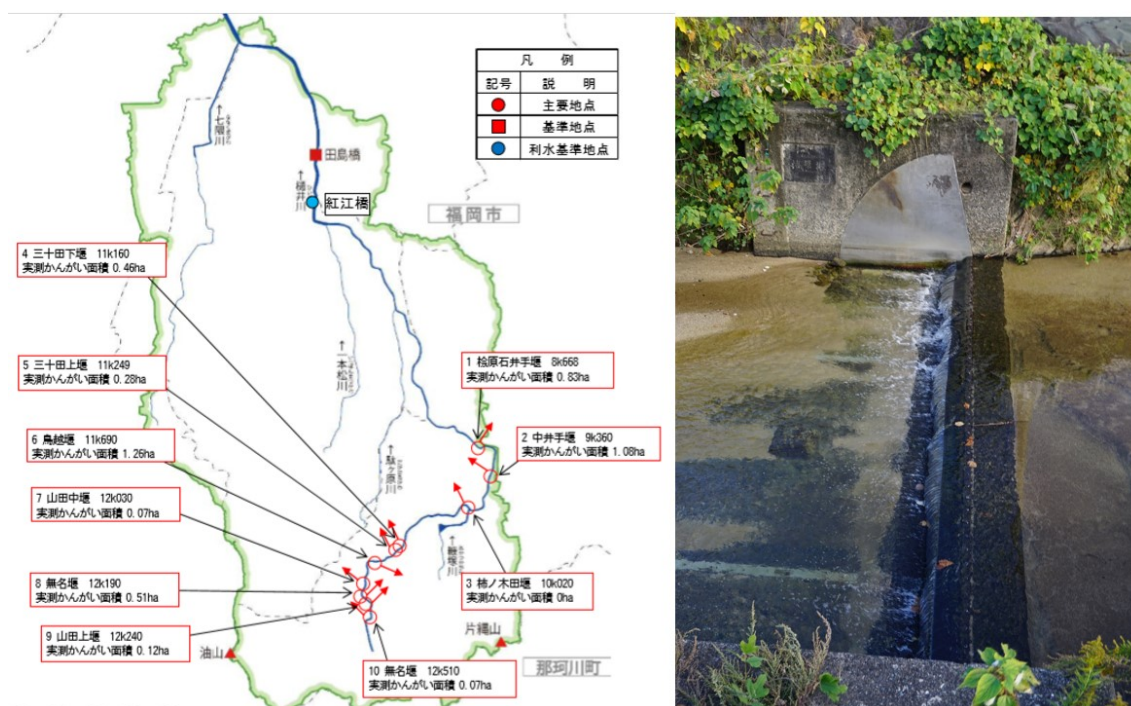 凡 例
記号 説 明
主要地点
基準地点
利水基準地点
↑七隈川
田島橋
↑樋井川
紅江橋
福岡市
4 三十田下堰 11k160
実測かんがい面積 0.46ha
↑一本松川
5 三十田上堰 11k249
実測かんがい面積 0.28ha
1 桧原石井手堰 8k668
実測かんがい面積 0.83ha
6 鳥越堰 11k690
実測かんがい面積 1.26ha
2 中井手堰 9k360
実測かんがい面積 1.08ha
↑駄ヶ原川
7 山田中堰 12k030
実測かんがい面積 0.07ha
8 無名堰 12k190
実測かんがい面積 0.51ha
3 柿ノ木田堰 10k020
実測かんがい面積 0ha
9 山田上堰 12k240
実測かんがい面積 0.12ha
油山
片縄山
那珂川町
10 無名堰 12k510
実測かんがい面積 0.07ha